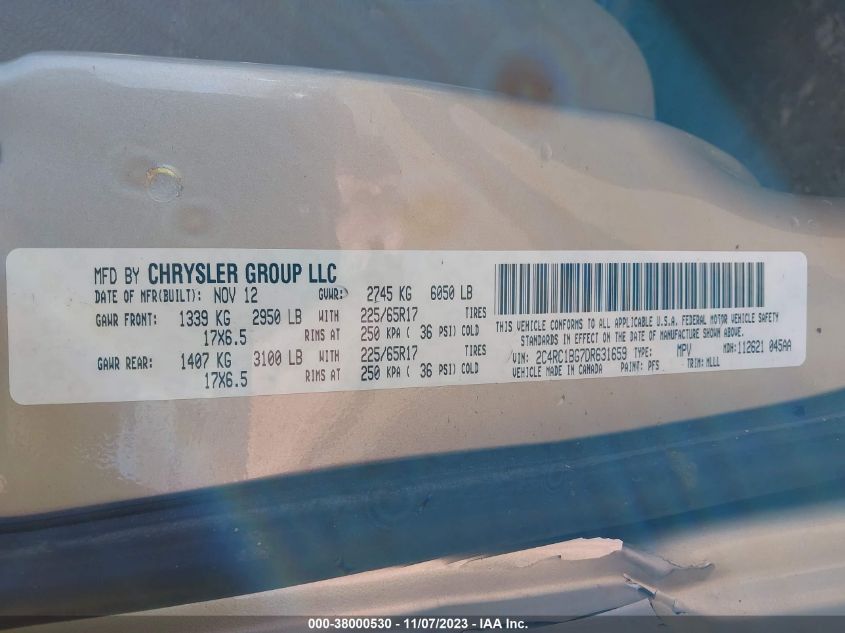 MFD BY CHRYSLER GROUP LLC
DATE OF MFR(BUILT): NOV 12 GVWR: 2745 KG 6050 LB
GAWR FRONT: 1339 KG 2950 LB WITH 225/65R17 TIRES
17X6.5 RIMS AT 250 KPA ( 36 PSI) COLD
GAWR REAR: 1407 KG 3100 LB WITH 225/65R17 TIRES
17X6.5 RIMS AT 250 KPA ( 36 PSI) COLD
THIS VEHICLE CONFORMS TO ALL APPLICABLE U.S.A. FEDERAL MOTOR VEHICLE SAFETY
STANDARDS IN EFFECT ON THE DATE OF MANUFACTURE SHOWN ABOVE.
VIN: 2C4RC1BG7DR631659 TYPE: MPV MDH: 112621 045AA
VEHICLE MADE IN CANADA PAINT: PFS TRIM: MLLL
000-38000530 - 11/07/2023 - IAA Inc.